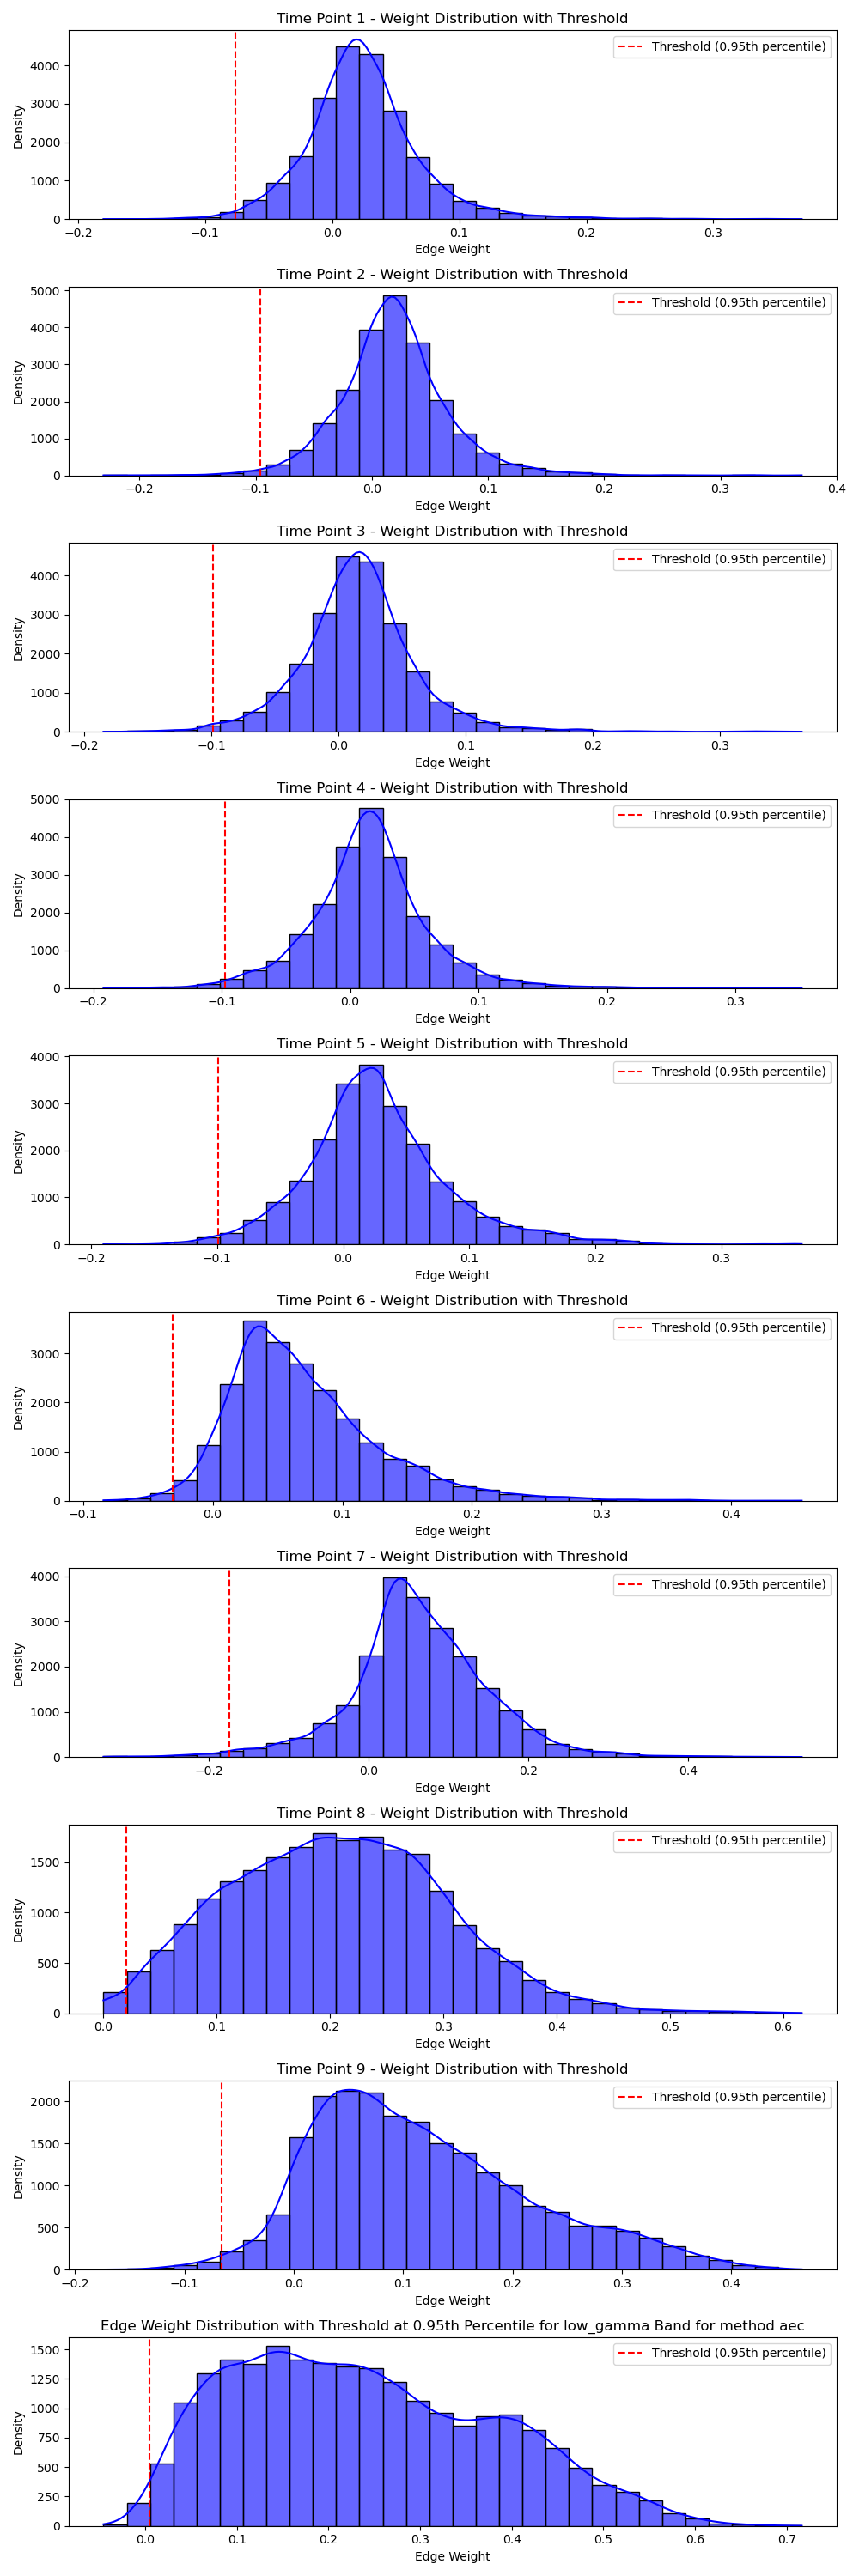 Time Point 1 - Weight Distribution with Threshold
Threshold (0.95th percentile)
Density
4000
3000
2000
1000
0
−0.2 −0.1 0.0 0.1 0.2 0.3
Edge Weight
Time Point 2 - Weight Distribution with Threshold
Threshold (0.95th percentile)
Density
5000
4000
3000
2000
1000
0
−0.2 −0.1 0.0 0.1 0.2 0.3 0.4
Edge Weight
Time Point 3 - Weight Distribution with Threshold
Threshold (0.95th percentile)
Density
4000
3000
2000
1000
0
−0.2 −0.1 0.0 0.1 0.2 0.3
Edge Weight
Time Point 4 - Weight Distribution with Threshold
Threshold (0.95th percentile)
Density
5000
4000
3000
2000
1000
0
−0.2 −0.1 0.0 0.1 0.2 0.3
Edge Weight
Time Point 5 - Weight Distribution with Threshold
Threshold (0.95th percentile)
Density
4000
3000
2000
1000
0
−0.2 −0.1 0.0 0.1 0.2 0.3
Edge Weight
Time Point 6 - Weight Distribution with Threshold
Threshold (0.95th percentile)
Density
3000
2000
1000
0
−0.1 0.0 0.1 0.2 0.3 0.4
Edge Weight
Time Point 7 - Weight Distribution with Threshold
Threshold (0.95th percentile)
Density
4000
3000
2000
1000
0
−0.2 0.0 0.2 0.4
Edge Weight
Time Point 8 - Weight Distribution with Threshold
Threshold (0.95th percentile)
Density
1500
1000
500
0
0.0 0.1 0.2 0.3 0.4 0.5 0.6
Edge Weight
Time Point 9 - Weight Distribution with Threshold
Threshold (0.95th percentile)
Density
2000
1500
1000
500
0
−0.2 −0.1 0.0 0.1 0.2 0.3 0.4
Edge Weight
Edge Weight Distribution with Threshold at 0.95th Percentile for low_gamma Band for method aec
Threshold (0.95th percentile)
Density
1500
1250
1000
750
500
250
0
0.0 0.1 0.2 0.3 0.4 0.5 0.6 0.7
Edge Weight